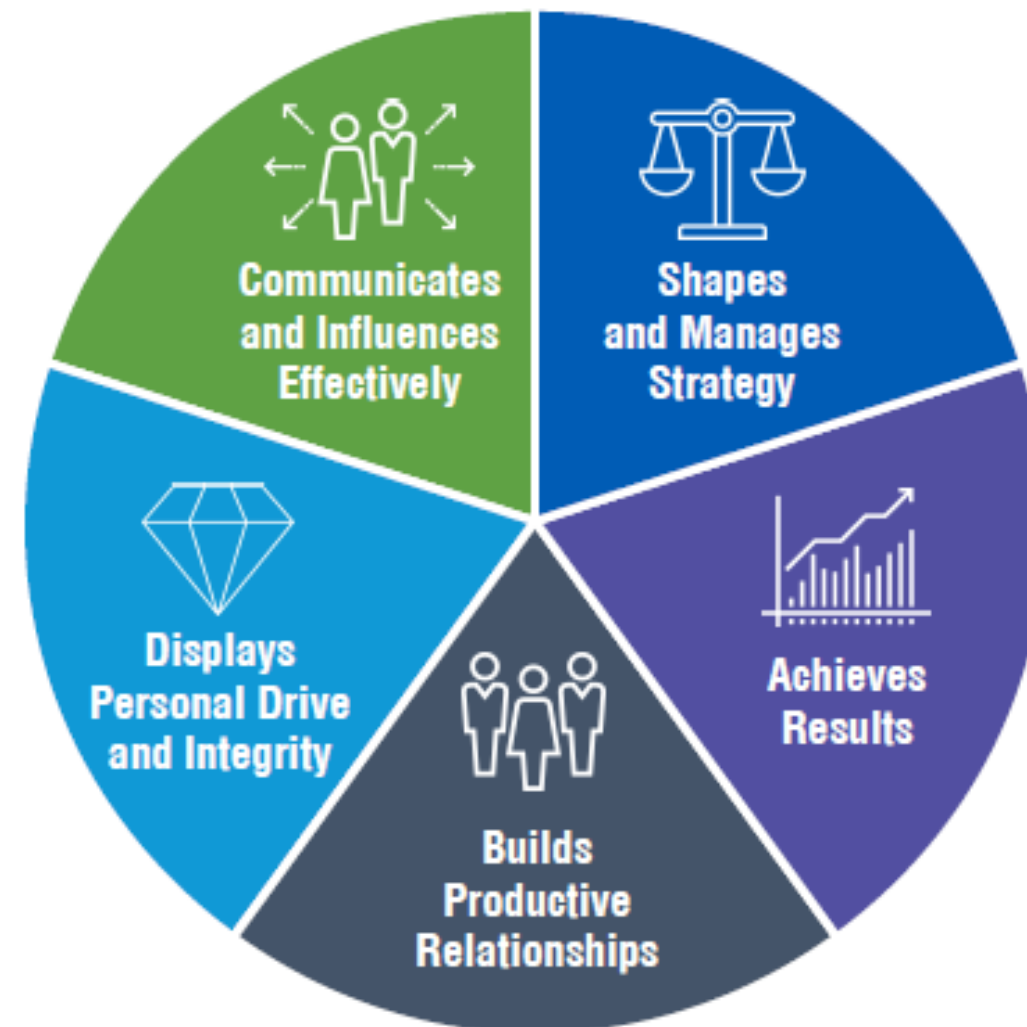 Communicates
and Influences
Effectively
Shapes
and Manages
Strategy
Displays
Personal Drive
and Integrity
Achieves
Results
Builds
Productive
Relationships